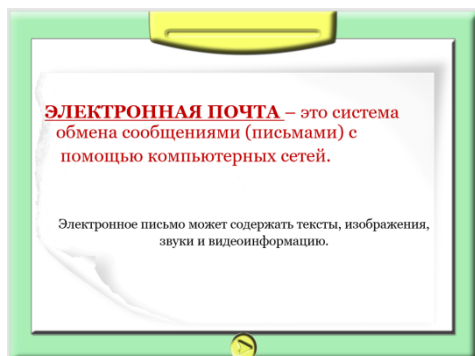 ЭЛЕКТРОННАЯ ПОЧТА – это система
обмена сообщениями (письмами) с
помощью компьютерных сетей.
Электронное письмо может содержать тексты, изображения,
звуки и видеоинформацию.